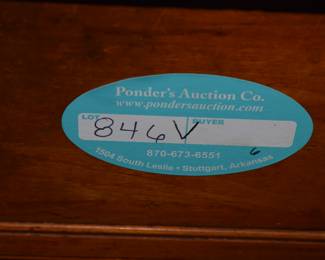 Ponder's Auction Co.
www.pondersauction.com
LOT BUYER
846V
870-673-6551
6
1504 South Leslie • Stuttgart, Arkansas